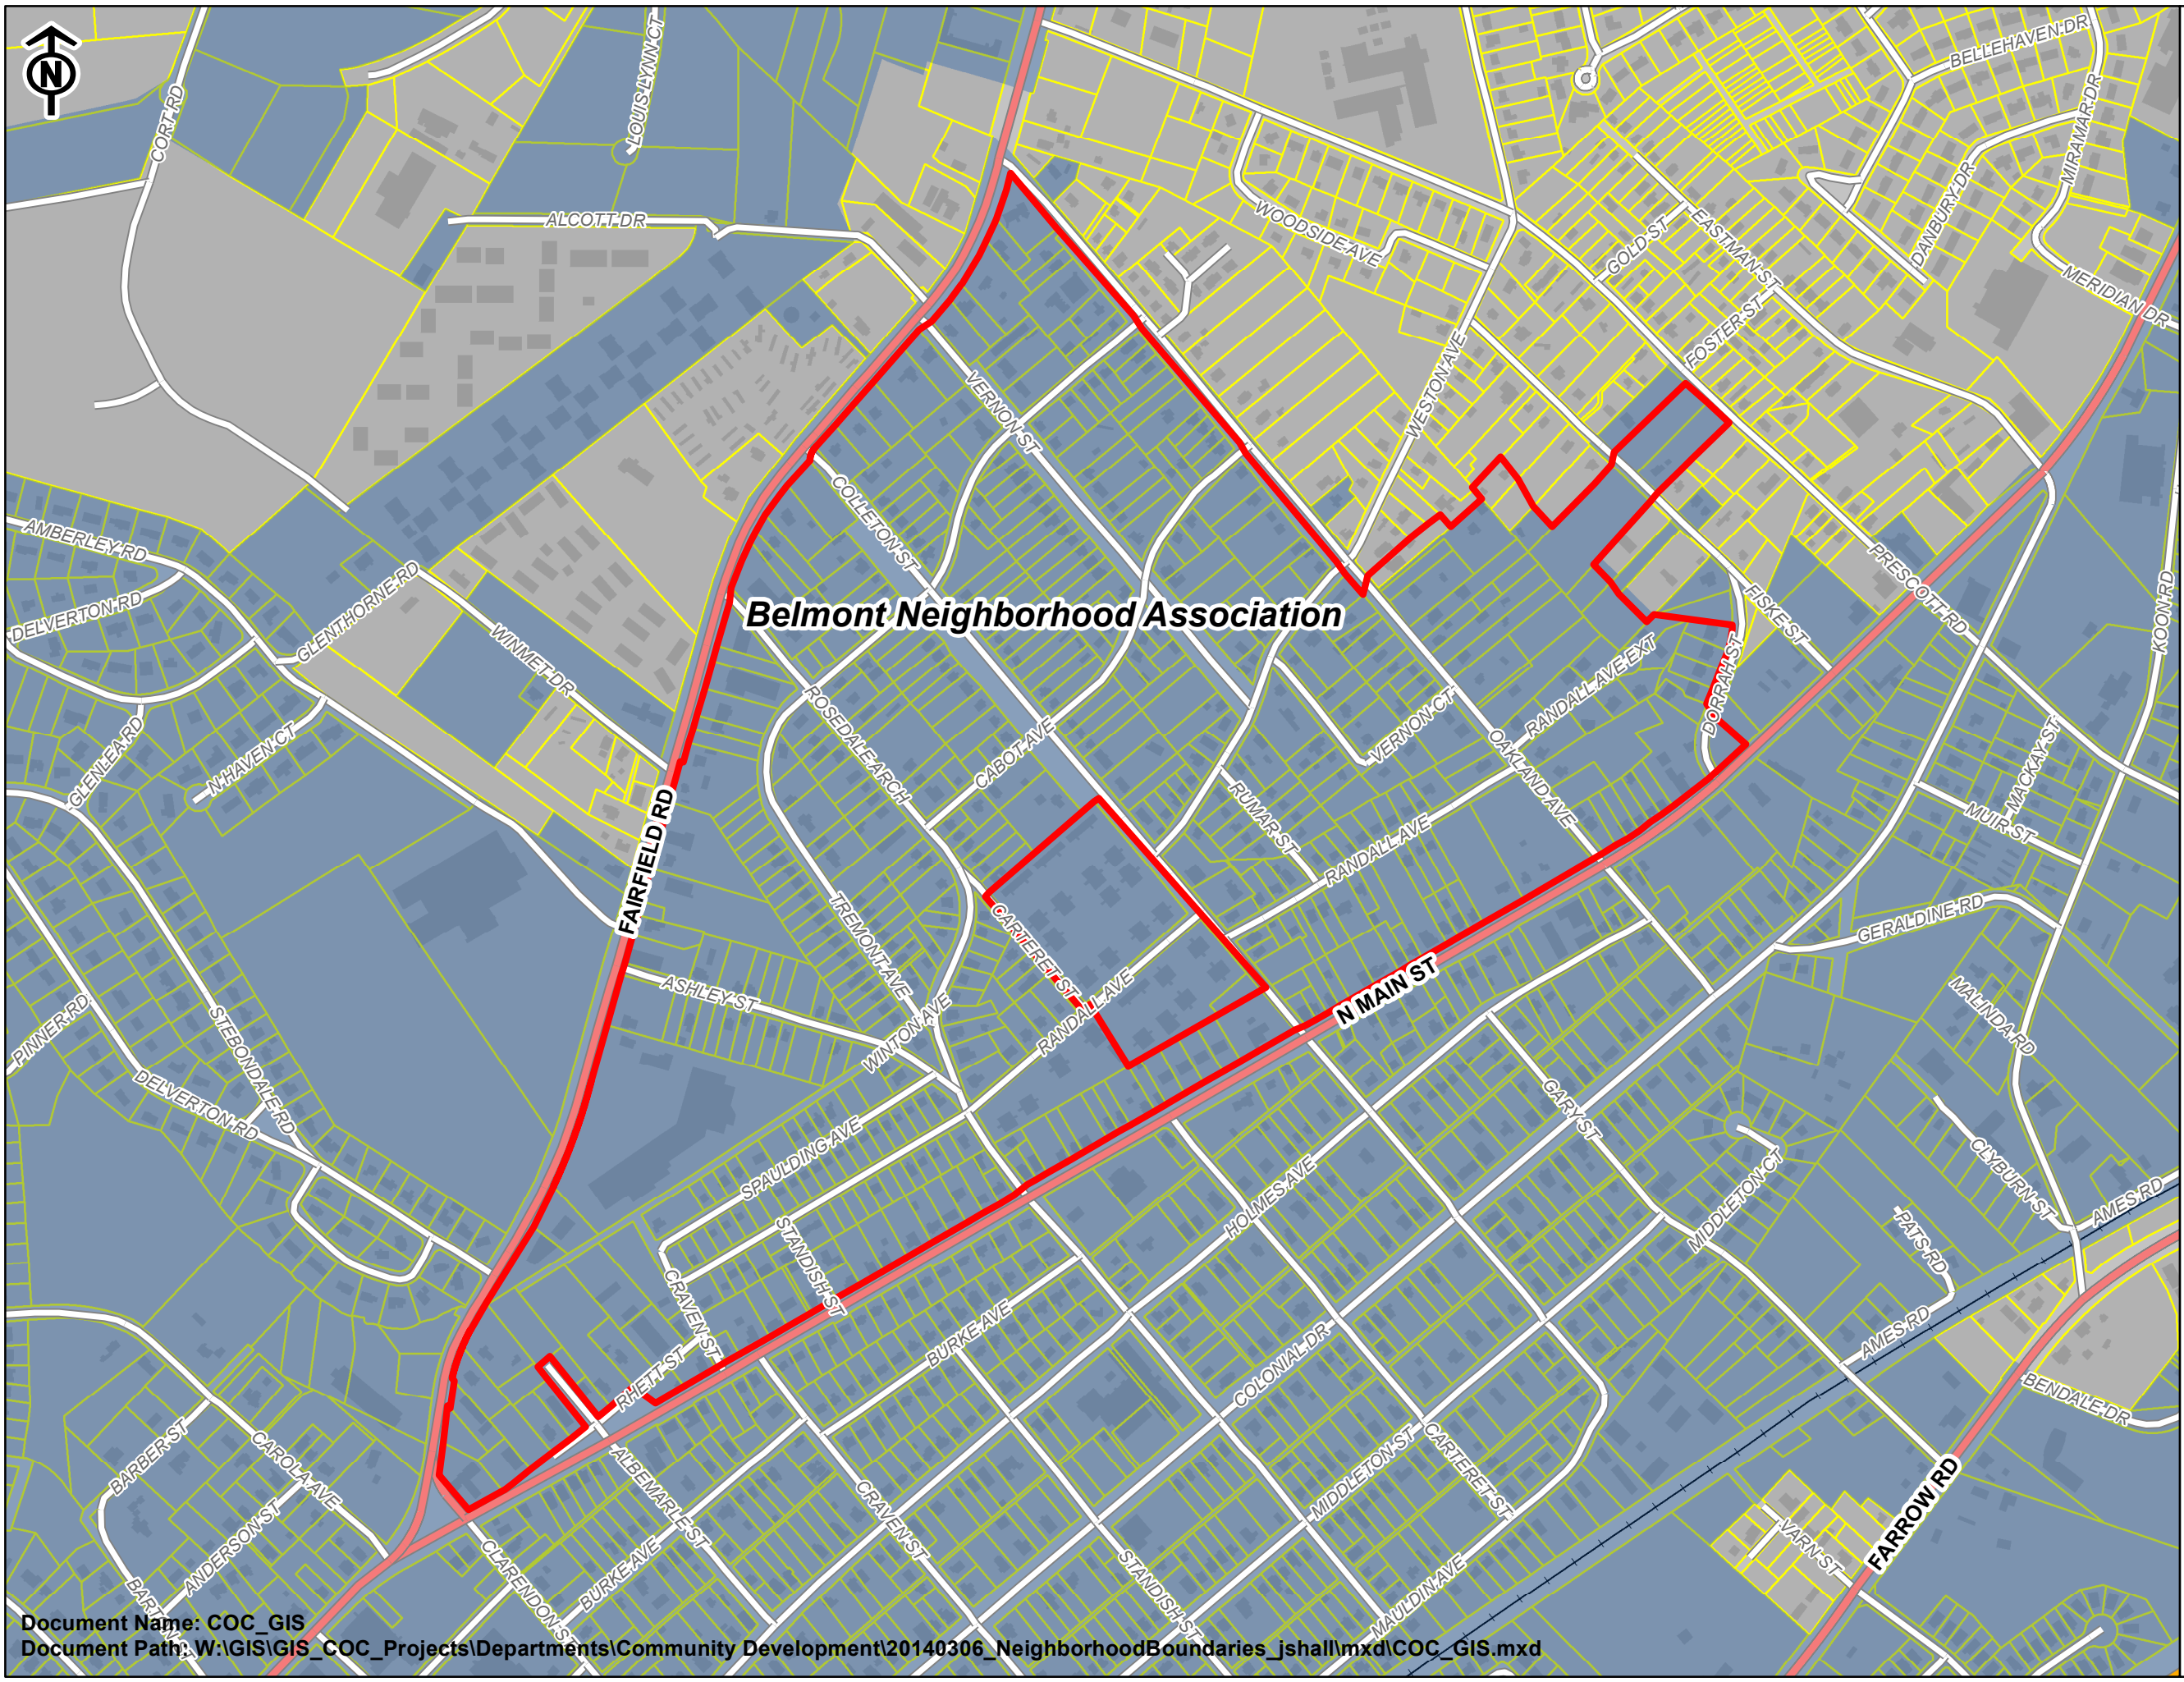 N
CORT RD
LOUIS LYNN CT
BELLEHAVEN DR
MIRAMAR DR
ALCOTT DR
WOODSIDE AVE
GOLD ST
EASTMAN ST
DANBURY DR
MERIDIAN DR
FOSTER ST
VERNON ST
WESTON AVE
COLLETON ST
AMBERLEY RD
DELVERTON RD
GLENTHORNE RD
WINMET DR
Belmont Neighborhood Association
PRESCOTT RD
FISKE ST
KOON RD
DORRAH ST
RANDALL AVE EXT
GLENLEA RD
N HAVEN CT
ROSEDALE ARCH
CABOT AVE
VERNON CT
OAKLAND AVE
MACKAY ST
MUIR ST
RUMAR ST
RANDALL AVE
FAIRFIELD RD
TREMONT AVE
CARTERET ST
GERALDINE RD
ASHLEY ST
WINTON AVE
RANDALL AVE
N MAIN ST
MALINDA RD
PINNER RD
STEBONDALE RD
DELVERTON RD
SPAULDING AVE
GARY ST
MIDDLETON CT
CLYBURN ST
AMES RD
HOLMES AVE
PATS RD
STANDISH ST
CRAVEN ST
BURKE AVE
COLONIAL DR
AMES RD
RHETT ST
BENDALE DR
BARBER ST
CAROLA AVE
ANDERSON ST
ALBEMARLE ST
CRAVEN ST
MIDDLETON ST
CARTERET ST
FARROW RD
VARN ST
CLARENDON ST
BURKE AVE
STANDISH ST
MAULDIN AVE
Document Name: COC_GIS
Document Path: W:\GIS\GIS_COC_Projects\Departments\Community Development\20140306_NeighborhoodBoundaries_jshall\mxd\COC_GIS.mxd